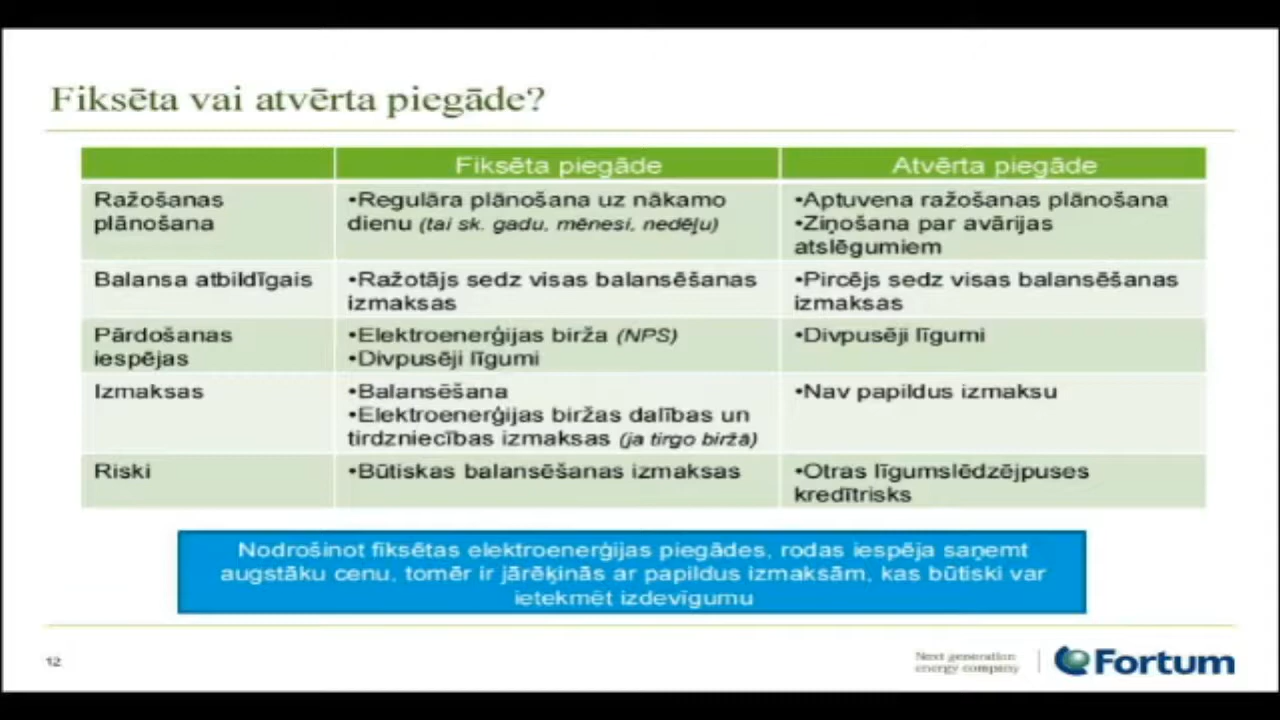 Fiksēta vai atvērta piegāde?
Fiksēta piegāde
Atvērta piegāde
Ražošanas
plānošana
•Regulāra plānošana uz nākamo
dienu (tai sk. gadu, mēnesi, nedēļu)
•Aptuvena ražošanas plānošana
•Ziņošana par avārijas
atslēgumiem
Balansa atbildīgais
•Ražotājs sedz visas balansēšanas
izmaksas
•Pircējs sedz visas balansēšanas
izmaksas
Pārdošanas
iespējas
•Elektroenerģijas birža (NPS)
•Divpusēji līgumi
•Divpusēji līgumi
Izmaksas
•Balansēšana
•Elektroenerģijas biržas dalības un
tirdzniecības izmaksas (ja tirgo biržā)
•Nav papildus izmaksu
Riski
•Būtiskas balansēšanas izmaksas
•Otras līgumslēdzējpuses
kredītrisks
Nodrošinot fiksētas elektroenerģijas piegādes, rodas iespēja saņemt
augstāku cenu, tomēr ir jārēķinās ar papildus izmaksām, kas būtiski var
ietekmēt izdevīgumu
12
Next generation
energy company
Fortum